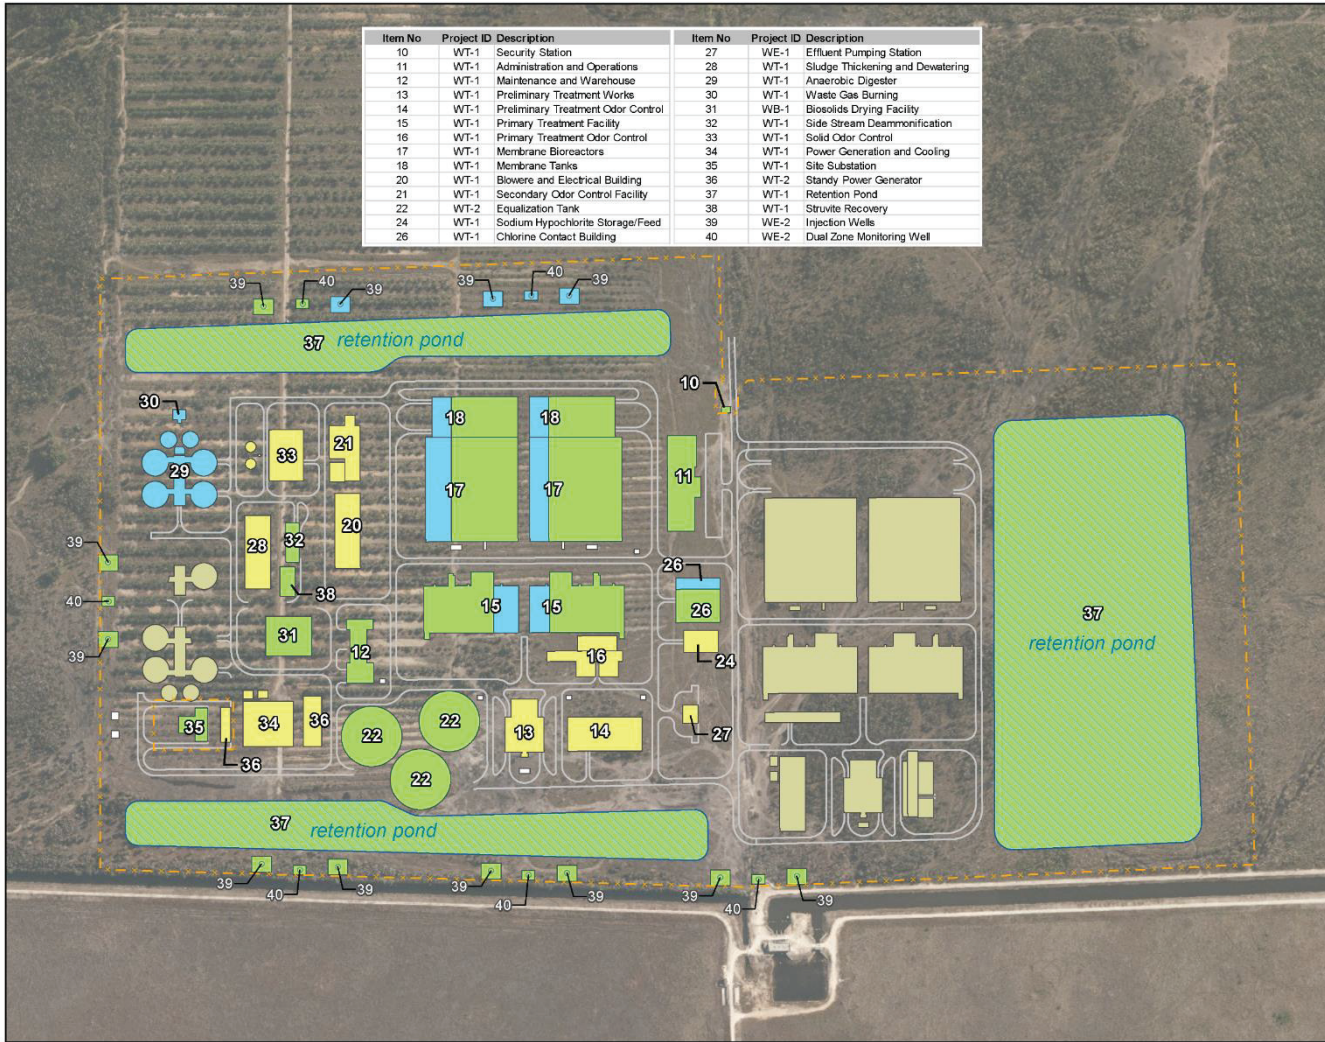 Item No Project ID Description Item No Project ID Description
10 WT-1 Security Station 27 WE-1 Effluent Pumping Station
11 WT-1 Administration and Operations 28 WT-1 Sludge Thickening and Dewatering
12 WT-1 Maintenance and Warehouse 29 WT-1 Anaerobic Digester
13 WT-1 Preliminary Treatment Works 30 WT-1 Waste Gas Burning
14 WT-1 Preliminary Treatment Odor Control 31 WB-1 Biosolids Drying Facility
15 WT-1 Primary Treatment Facility 32 WT-1 Side Stream Deammonification
16 WT-1 Primary Treatment Odor Control 33 WT-1 Solid Odor Control
17 WT-1 Membrane Bioreactors 34 WT-1 Power Generation and Cooling
18 WT-1 Membrane Tanks 35 WT-1 Site Substation
20 WT-1 Blowere and Electrical Building 36 WT-2 Standy Power Generator
21 WT-1 Secondary Odor Control Facility 37 WT-1 Retention Pond
22 WT-2 Equalization Tank 38 WT-1 Struvite Recovery
24 WT-1 Sodium Hypochlorite Storage/Feed 39 WE-2 Injection Wells
26 WT-1 Chlorine Contact Building 40 WE-2 Dual Zone Monitoring Well
39 40 39 39 40 39
37 retention pond
10
30
18 18
21
33
29
11
17 17
20
28 32
39
26
38
40
15 15
26
37
retention pond
31
39
12
16
24
35
34
36
22
22
13
14
27
36
22
37
retention pond
39 40 39 39 40 39 39 40 39